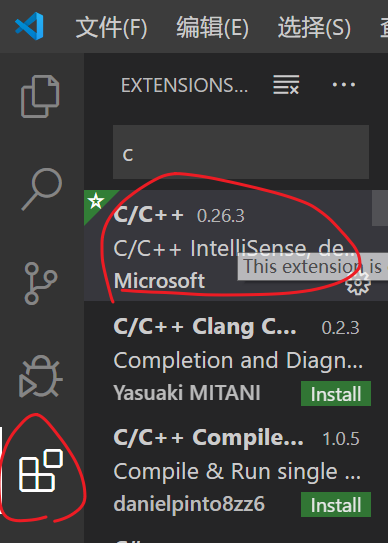 文件(F) 编辑(E) 选择(S)
EXTENSIONS...
c
C/C++ 0.26.3
C/C++ IntelliSense, de...
This extension is
Microsoft
C/C++ Clang C... 0.2.3
Completion and Diagn...
Yasuaki MITANI Install
C/C++ Compile... 1.0.5
Compile & Run single ...
danielpinto8zz6 Install